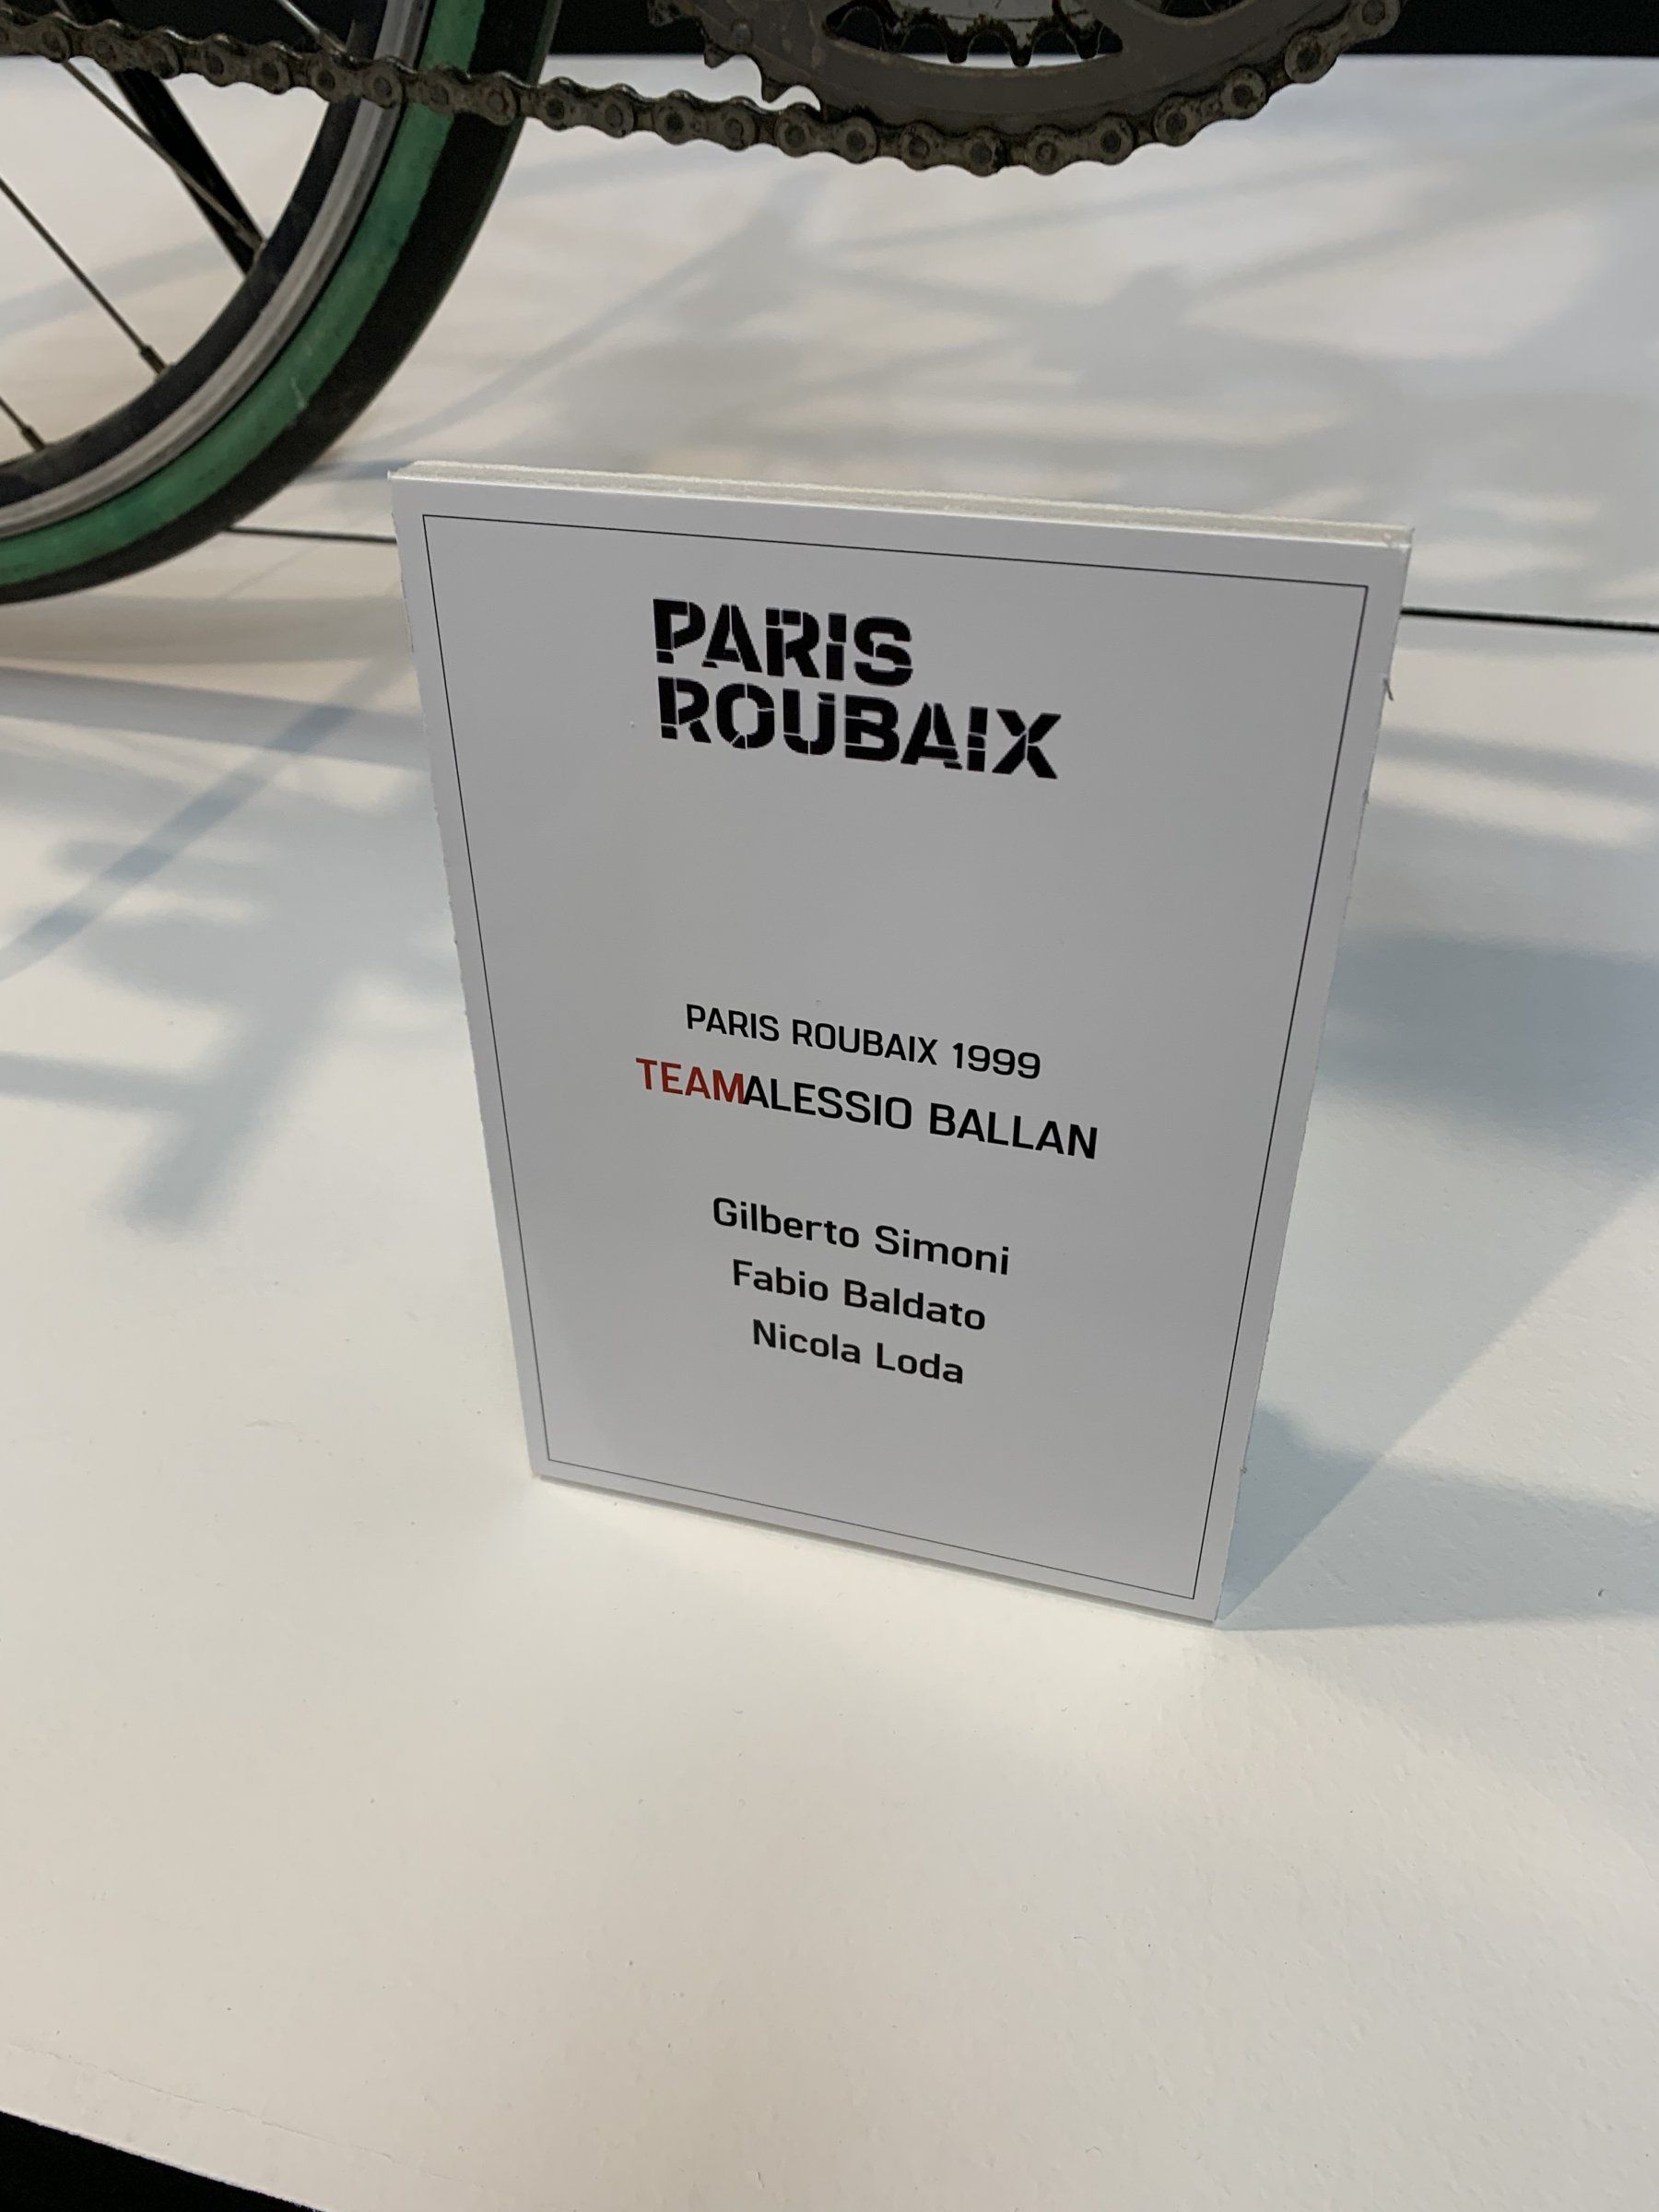 PARIS
ROUBAIX
PARIS ROUBAIX 1999
TEAMALESSIO BALLAN
Gilberto Simoni
Fabio Baldato
Nicola Loda